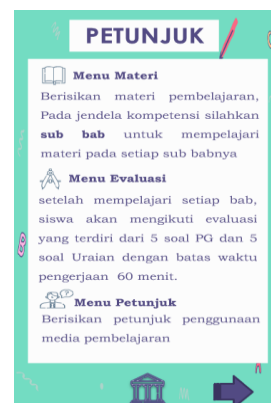 PETUNJUK
Menu Materi
Berisikan materi pembelajaran,
Pada jendela kompetensi silahkan
sub bab untuk mempelajari
materi pada setiap sub babnya
Menu Evaluasi
setelah mempelajari setiap bab,
siswa akan mengikuti evaluasi
yang terdiri dari 5 soal PG dan 5
soal Uraian dengan batas waktu
pengerjaan 60 menit.
Menu Petunjuk
Berisikan petunjuk penggunaan
media pembelajaran